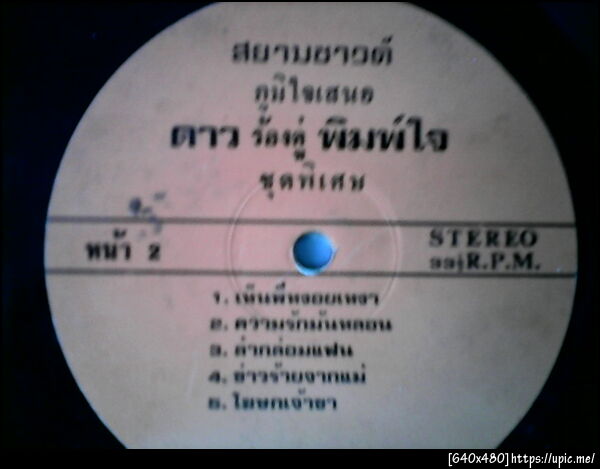 สยามซาวด์
ภูมิใจเสนอ
ดาว ร้องคู่ พิมพ์ใจ
ชุดพิเศษ
หน้า 2
STEREO
33⅓R.P.M.
1. เห็นพี่หงอยเหงา
2. ความรักมันหลอน
3. ลำกล่อมแฟน
4. ข่าวร้ายจากแม่
5. โฆษกเจ้าขา
[640x480]https://upic.me/